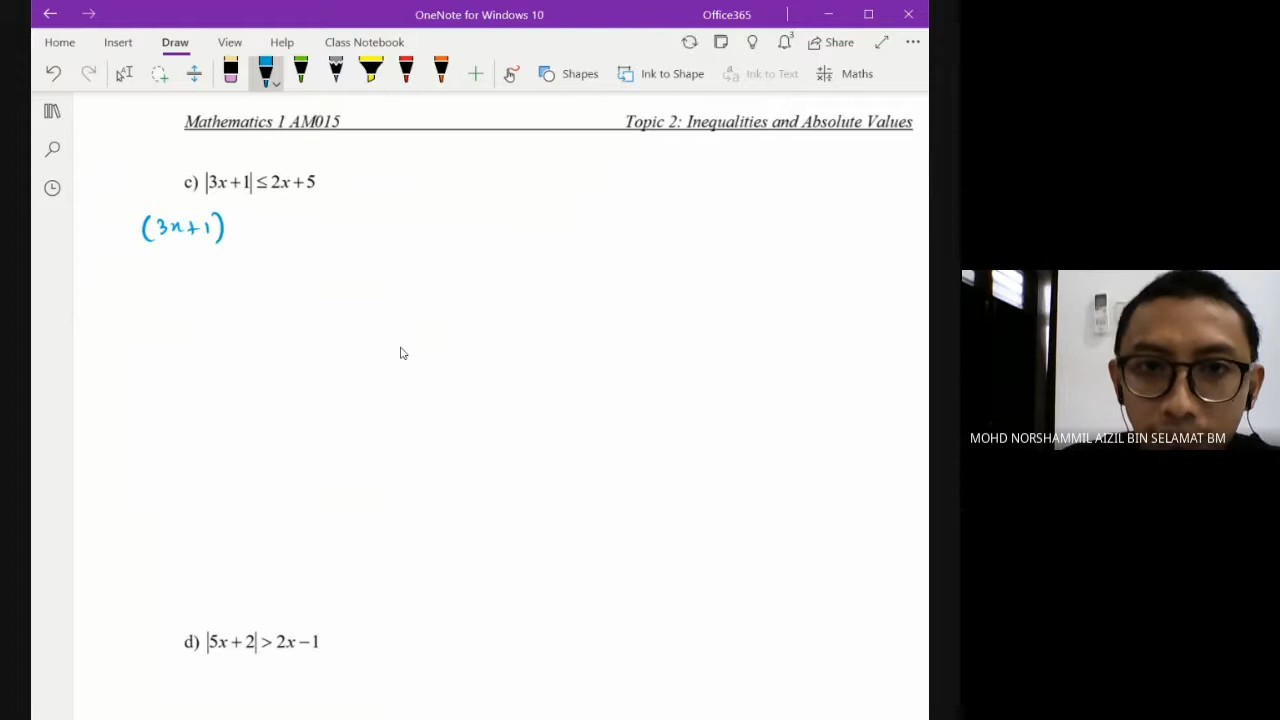 OneNote for Windows 10
Office365
Home
Insert
Draw
View
Help
Class Notebook
3
Share
Shapes
Ink to Shape
Ink to Text
Maths
Mathematics 1 AM015 Topic 2: Inequalities and Absolute Values
c) |3x+1| ≤ 2x+5
(3x+1)
d) |5x+2| > 2x−1
MOHD NORSHAMMIL AIZIL BIN SELAMAT BM